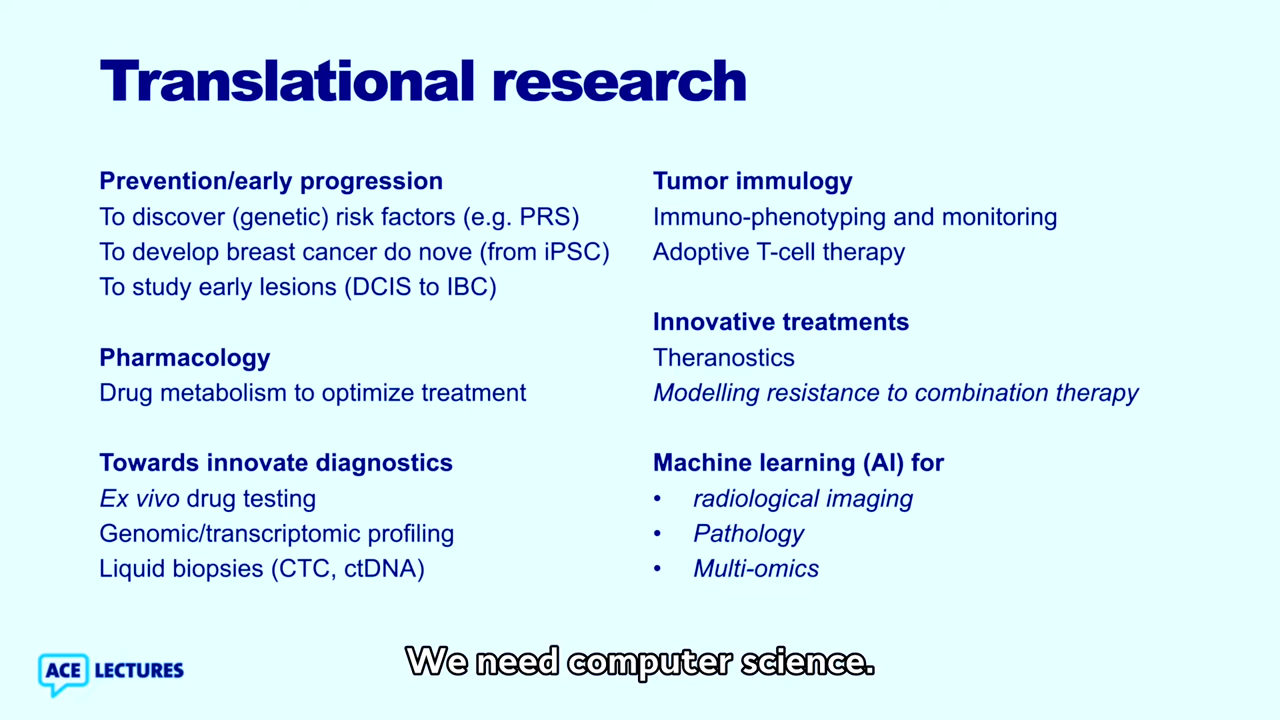 Translational research
Prevention/early progression
To discover (genetic) risk factors (e.g. PRS)
To develop breast cancer do nove (from iPSC)
To study early lesions (DCIS to IBC)
Pharmacology
Drug metabolism to optimize treatment
Towards innovate diagnostics
Ex vivo drug testing
Genomic/transcriptomic profiling
Liquid biopsies (CTC, ctDNA)
Tumor immulogy
Immuno-phenotyping and monitoring
Adoptive T-cell therapy
Innovative treatments
Theranostics
Modelling resistance to combination therapy
Machine learning (AI) for
• radiological imaging
• Pathology
• Multi-omics
We need computer science.
ACE LECTURES